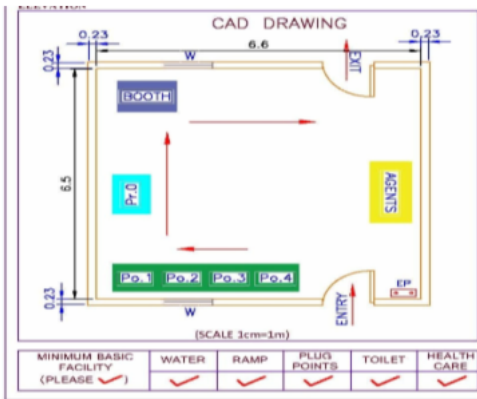 ELEVATION
CAD DRAWING
0.23
6.6
0.23
W
EXIT
0.23
BOOTH
6.5
Pr.0
AGENTS
Po.1 Po.2 Po.3 Po.4
EP
0.23
W
ENTRY
(SCALE 1cm=1m)
MINIMUM BASIC FACILITY (PLEASE ✓)
WATER
RAMP
PLUG POINTS
TOILET
HEALTH CARE
✓ ✓ ✓ ✓ ✓